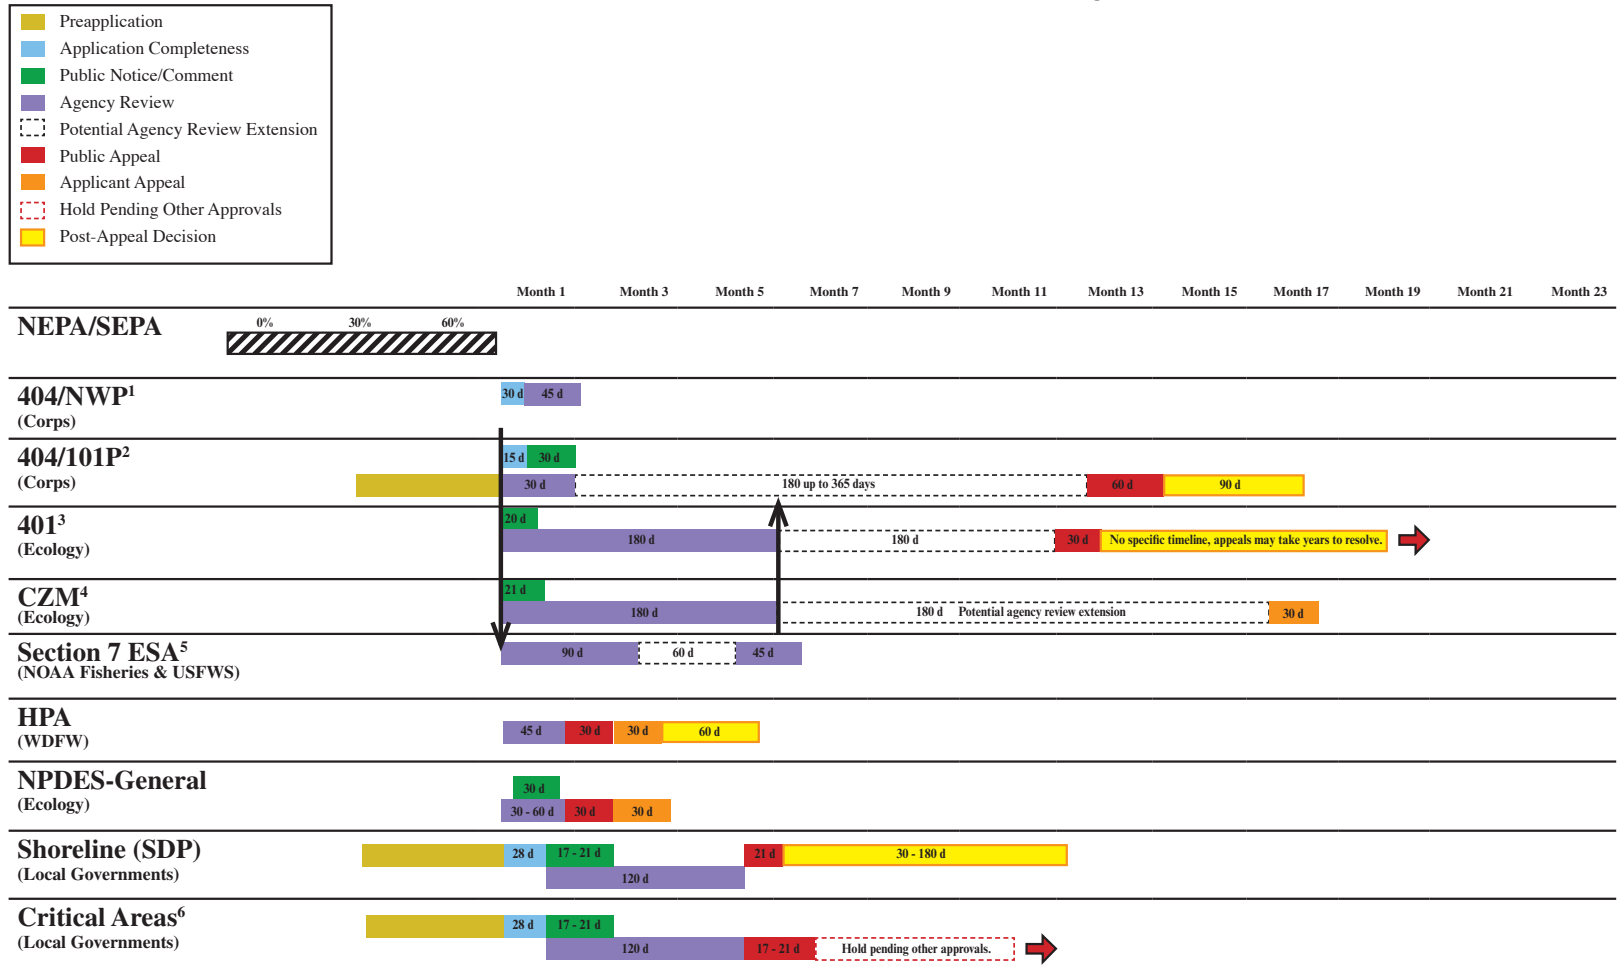 Preapplication
Application Completeness
Public Notice/Comment
Agency Review
Potential Agency Review Extension
Public Appeal
Applicant Appeal
Hold Pending Other Approvals
Post-Appeal Decision
Month 1 Month 3 Month 5 Month 7 Month 9 Month 11 Month 13 Month 15 Month 17 Month 19 Month 21 Month 23
NEPA/SEPA 0% 30% 60%
404/NWP¹ 30 d 45 d
(Corps)
404/101P² 15 d 30 d
(Corps) 30 d 180 up to 365 days 60 d 90 d
401³ 20 d
(Ecology) 180 d 180 d 30 d No specific timeline, appeals may take years to resolve.
CZM⁴ 21 d
(Ecology) 180 d 180 d Potential agency review extension 30 d
Section 7 ESA⁵ 90 d 60 d 45 d
(NOAA Fisheries & USFWS)
HPA
(WDFW) 45 d 30 d 30 d 60 d
NPDES-General 30 d
(Ecology) 30 - 60 d 30 d 30 d
Shoreline (SDP) 28 d 17 - 21 d 21 d 30 - 180 d
(Local Governments) 120 d
Critical Areas⁶ 28 d 17 - 21 d
(Local Governments) 120 d 17 - 21 d Hold pending other approvals.